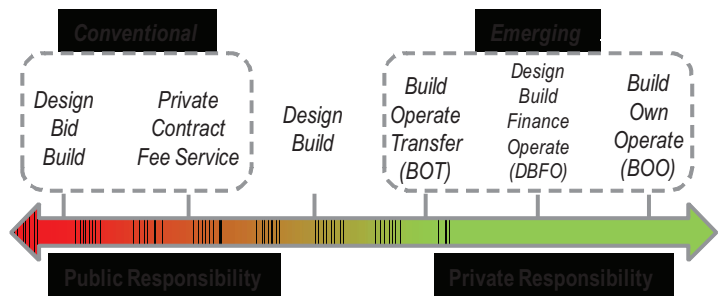 Conventional
Emerging
Design
Bid
Build
Private
Contract
Fee Service
Design
Build
Build
Operate
Transfer
(BOT)
Design
Build
Finance
Operate
(DBFO)
Build
Own
Operate
(BOO)
Public Responsibility
Private Responsibility